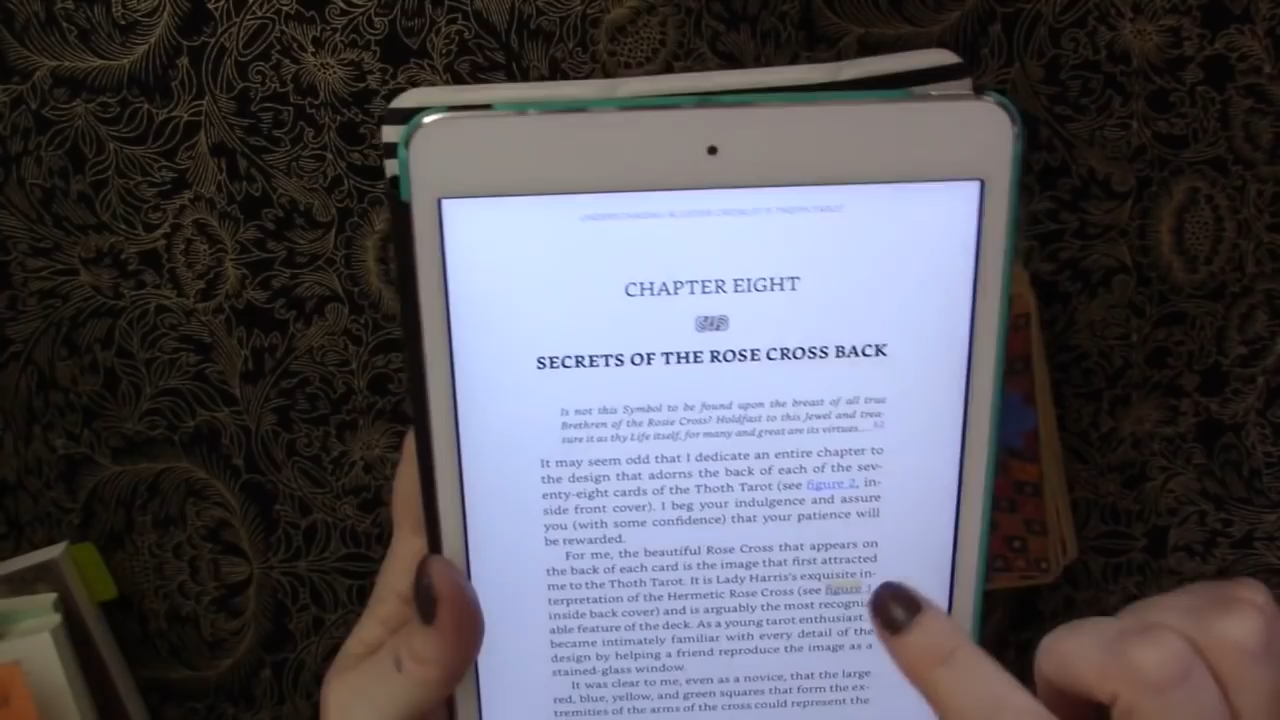 UNDERSTANDING ALEISTER CROWLEY'S THOTH TAROT
CHAPTER EIGHT
SECRETS OF THE ROSE CROSS BACK
Is not this Symbol to be found upon the breast of all true
Brethren of the Rosie Cross? Holdfast to this Jewel and trea-
sure it as thy Life itself, for many and great are its virtues.... 62
It may seem odd that I dedicate an entire chapter to
the design that adorns the back of each of the sev-
enty-eight cards of the Thoth Tarot (see figure 2, in-
side front cover). I beg your indulgence and assure
you (with some confidence) that your patience will
be rewarded.
For me, the beautiful Rose Cross that appears on
the back of each card is the image that first attracted
me to the Thoth Tarot. It is Lady Harris's exquisite in-
terpretation of the Hermetic Rose Cross (see figure
inside back cover) and is arguably the most recogni
able feature of the deck. As a young tarot enthusiast
became intimately familiar with every detail of the
design by helping a friend reproduce the image as a
stained-glass window.
It was clear to me, even as a novice, that the large
red, blue, yellow, and green squares that form the ex-
tremities of the arms of the cross could represent the